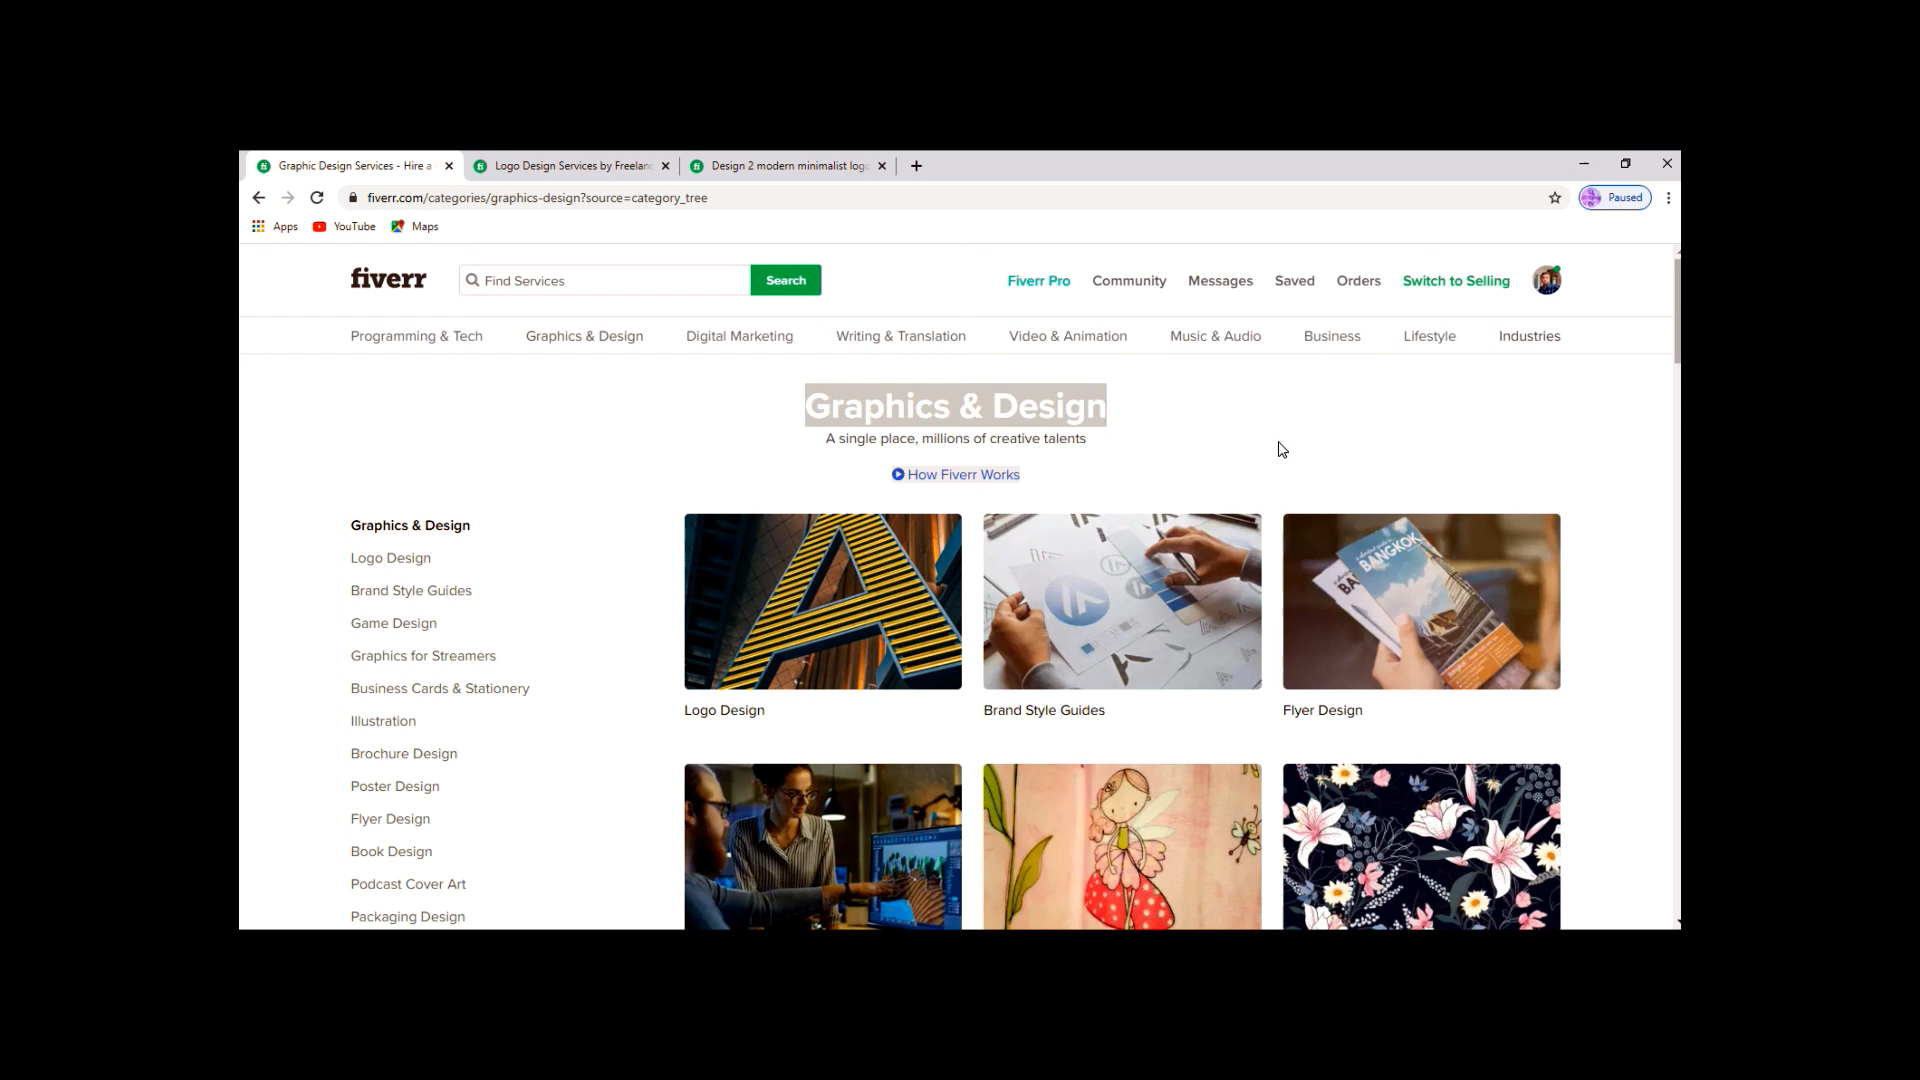 Graphic Design Services - Hire a
Logo Design Services by Freelanc
Design 2 modern minimalist logo
fiverr.com/categories/graphics-design?source=category_tree
Paused
Apps
YouTube
Maps
fiverr
Find Services
Search
Fiverr Pro
Community
Messages
Saved
Orders
Switch to Selling
Programming & Tech
Graphics & Design
Digital Marketing
Writing & Translation
Video & Animation
Music & Audio
Business
Lifestyle
Industries
Graphics & Design
A single place, millions of creative talents
How Fiverr Works
Graphics & Design
Logo Design
Brand Style Guides
Game Design
Graphics for Streamers
Business Cards & Stationery
Illustration
Brochure Design
Poster Design
Flyer Design
Book Design
Podcast Cover Art
Packaging Design
BANGKOK
BA
Logo Design
Brand Style Guides
Flyer Design